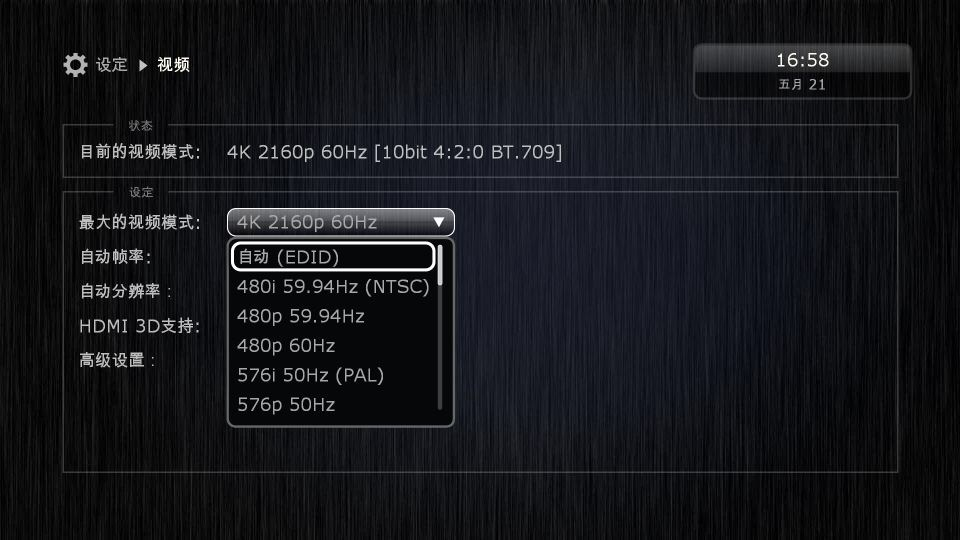 设定 ▶ 视频
16:58
五月 21
状态
目前的视频模式: 4K 2160p 60Hz [10bit 4:2:0 BT.709]
设定
最大的视频模式: 4K 2160p 60Hz ▼
自动帧率: 自动 (EDID)
自动分辨率 : 480i 59.94Hz (NTSC)
HDMI 3D支持: 480p 59.94Hz
高级设置 : 480p 60Hz
576i 50Hz (PAL)
576p 50Hz